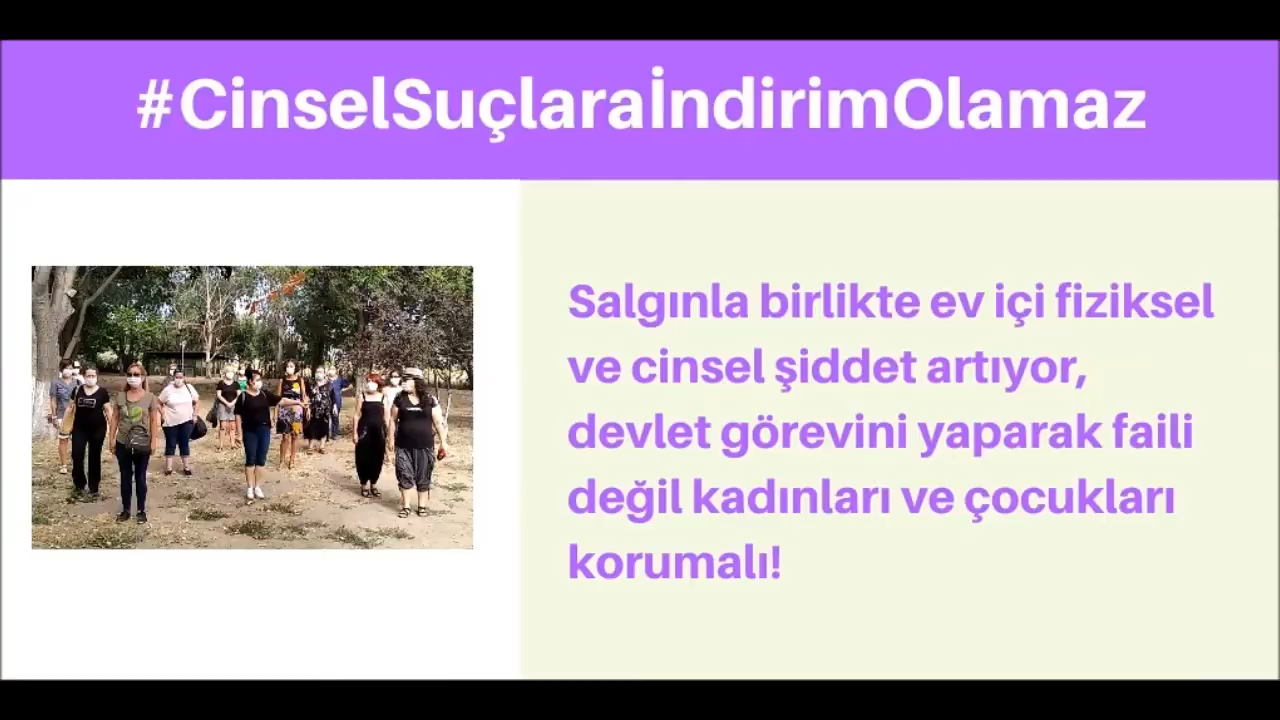 #CinselSuçlaraİndirimOlamaz
Salgınla birlikte ev içi fiziksel
ve cinsel şiddet artıyor,
devlet görevini yaparak faili
değil kadınları ve çocukları
korumalı!